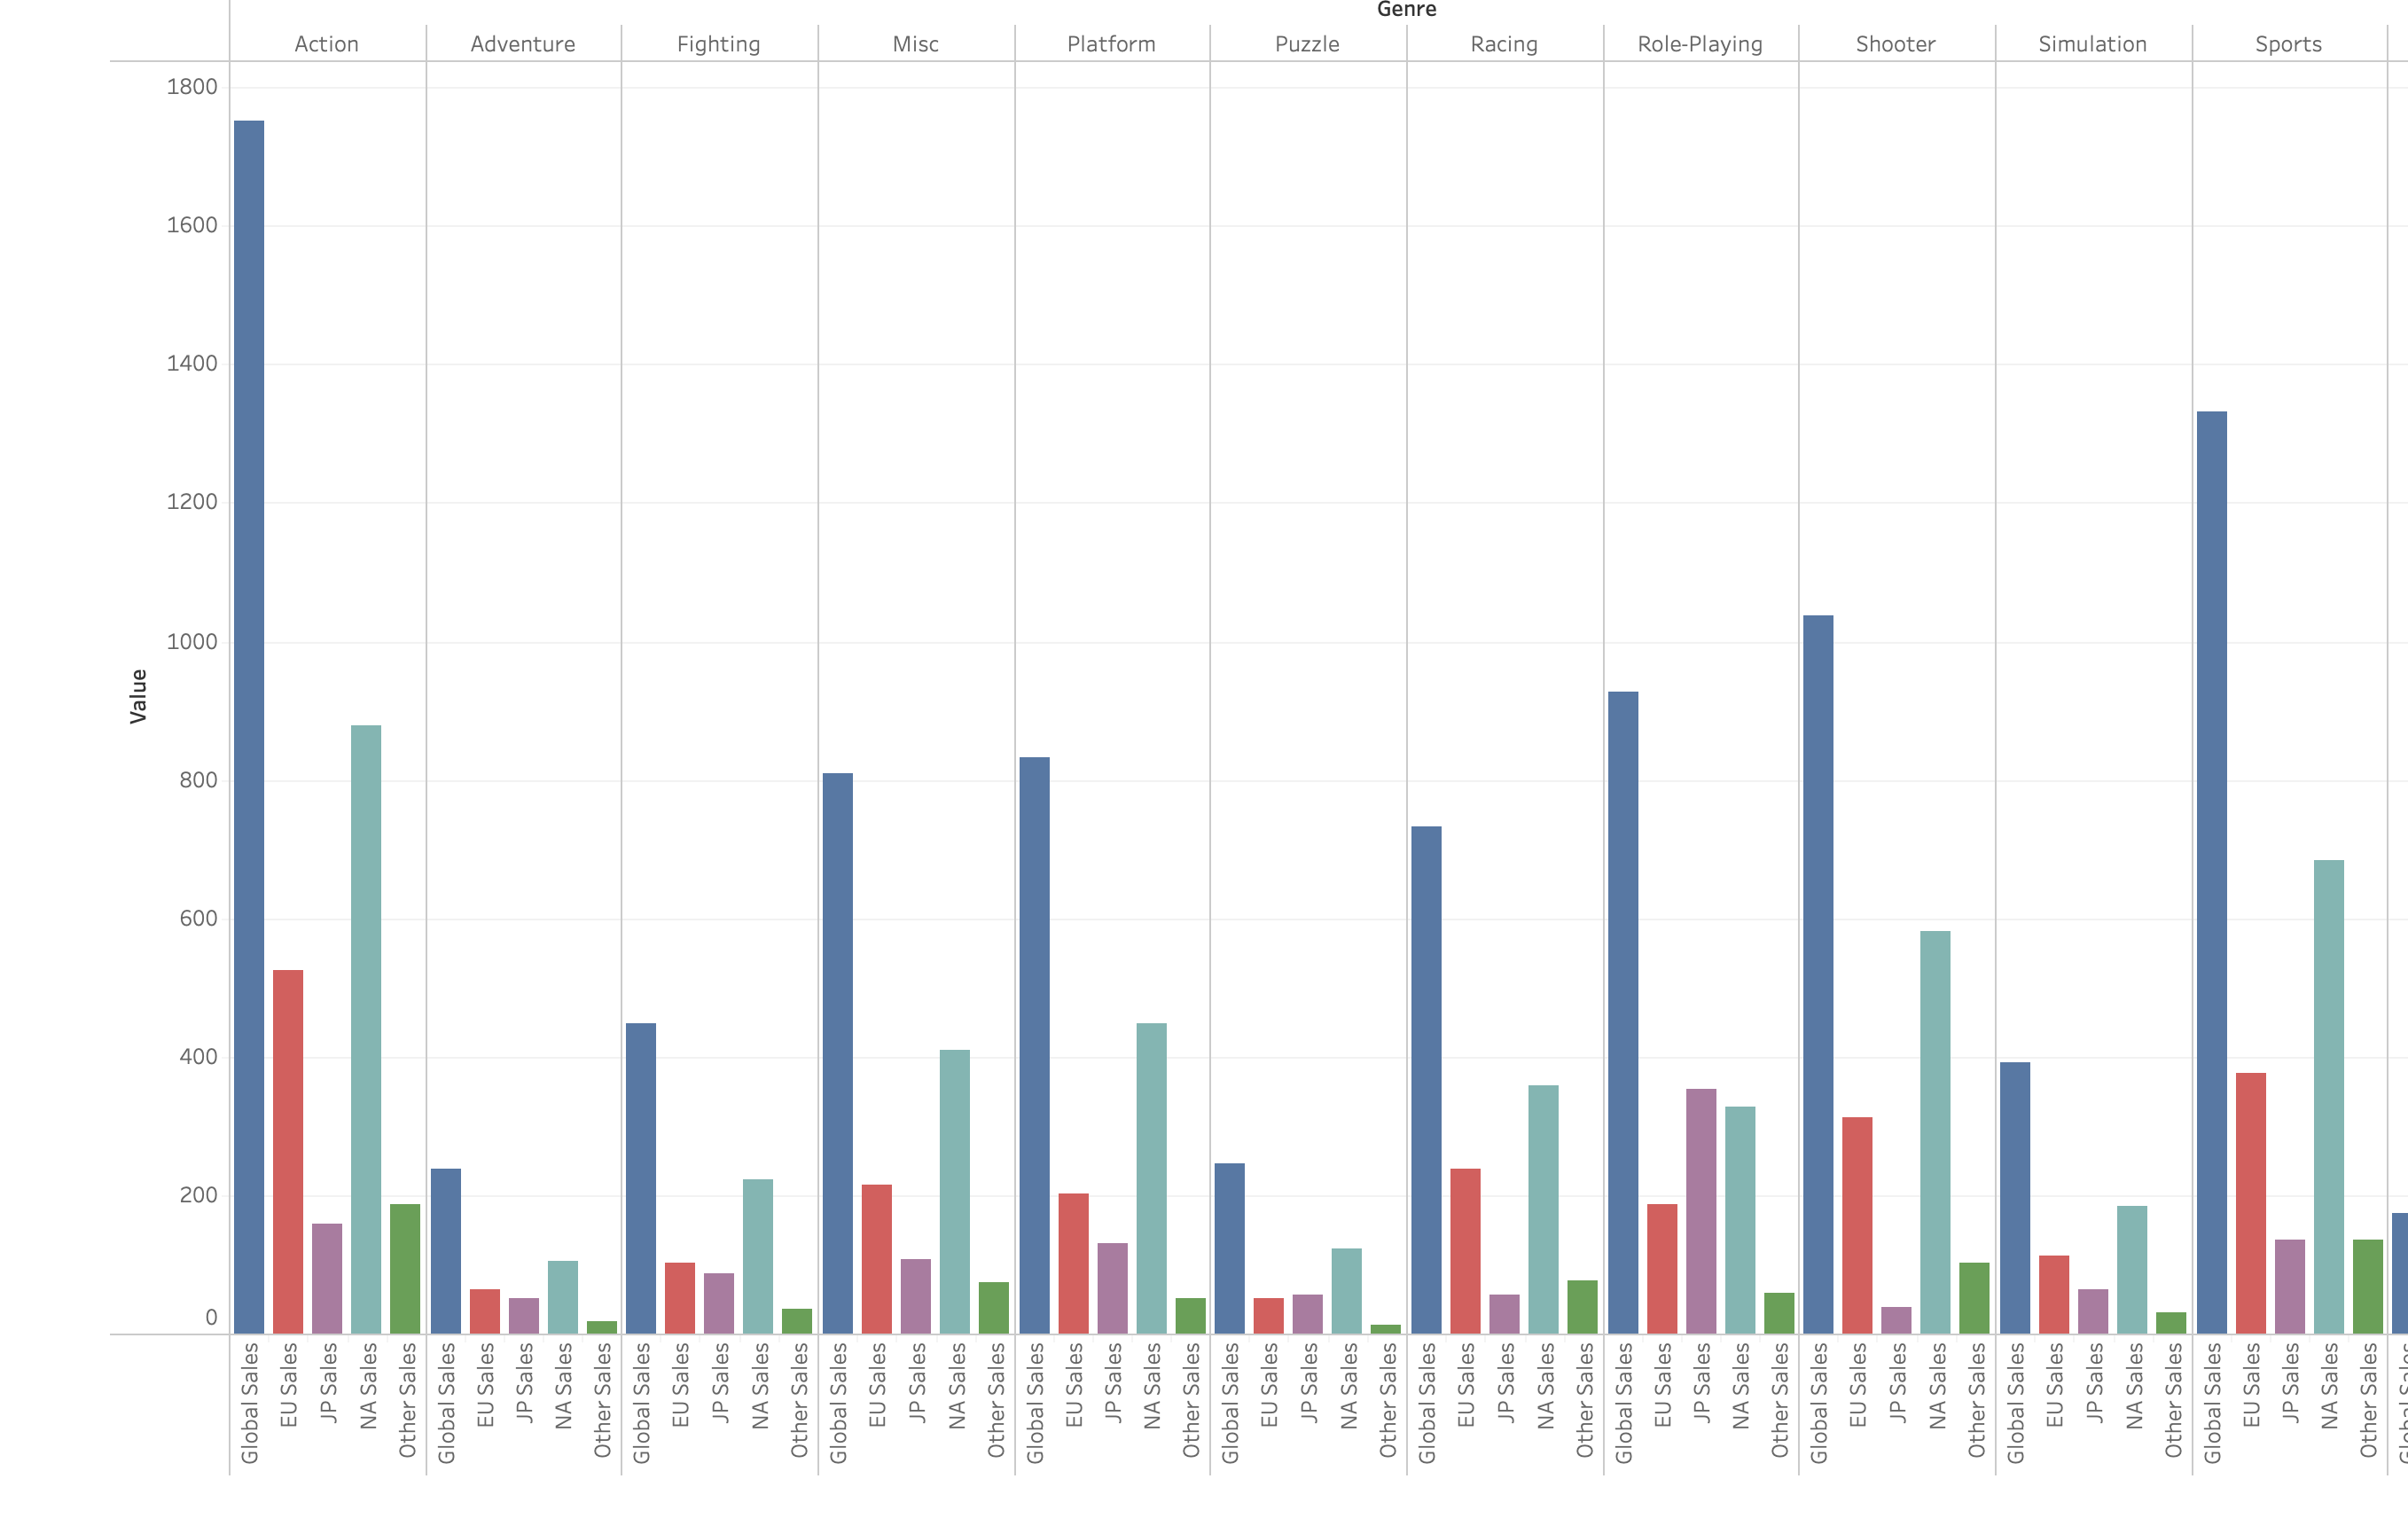 Genre
Action Adventure Fighting Misc Platform Puzzle Racing Role-Playing Shooter Simulation Sports
1800
1600
1400
1200
1000
800
600
400
200
0
Value
Global Sales EU Sales JP Sales NA Sales Other Sales Global Sales EU Sales JP Sales NA Sales Other Sales Global Sales EU Sales JP Sales NA Sales Other Sales Global Sales EU Sales JP Sales NA Sales Other Sales Global Sales EU Sales JP Sales NA Sales Other Sales Global Sales EU Sales JP Sales NA Sales Other Sales Global Sales EU Sales JP Sales NA Sales Other Sales Global Sales EU Sales JP Sales NA Sales Other Sales Global Sales EU Sales JP Sales NA Sales Other Sales Global Sales EU Sales JP Sales NA Sales Other Sales Global Sales EU Sales JP Sales NA Sales Other Sales